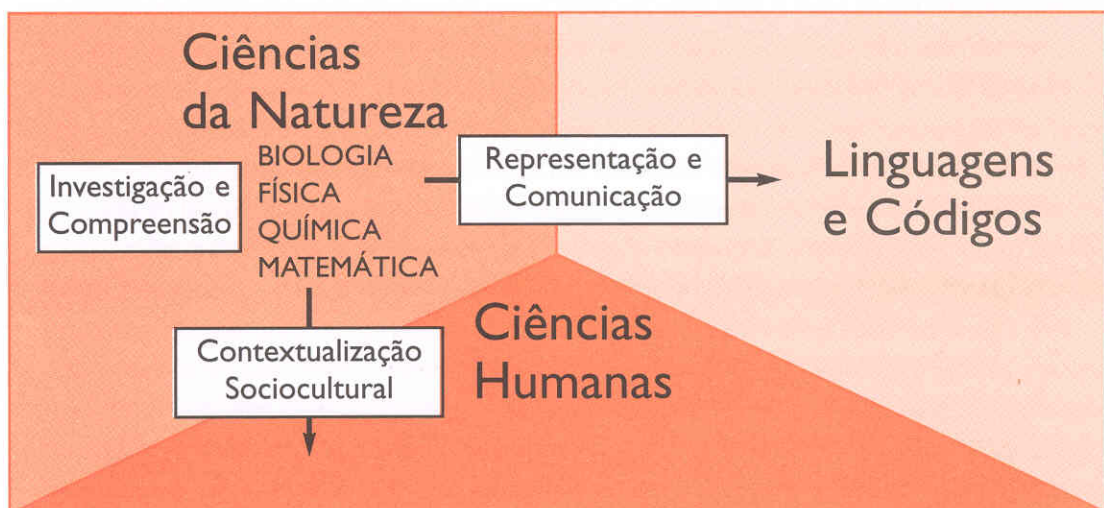 Ciências
da Natureza
BIOLOGIA
FÍSICA
QUÍMICA
MATEMÁTICA
Investigação e
Compreensão
Representação e
Comunicação
Linguagens
e Códigos
Contextualização
Sociocultural
Ciências
Humanas